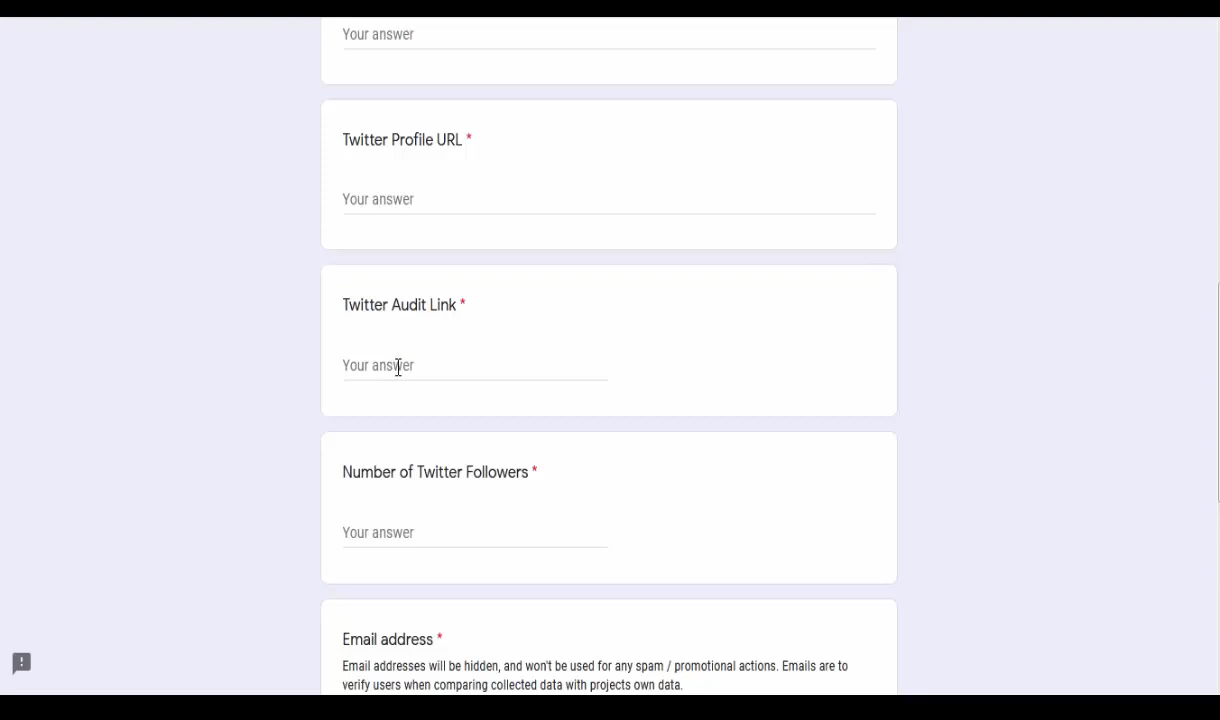 Your answer
Twitter Profile URL *
Your answer
Twitter Audit Link *
Your answer
Number of Twitter Followers *
Your answer
Email address *
Email addresses will be hidden, and won't be used for any spam / promotional actions. Emails are to
verify users when comparing collected data with projects own data.